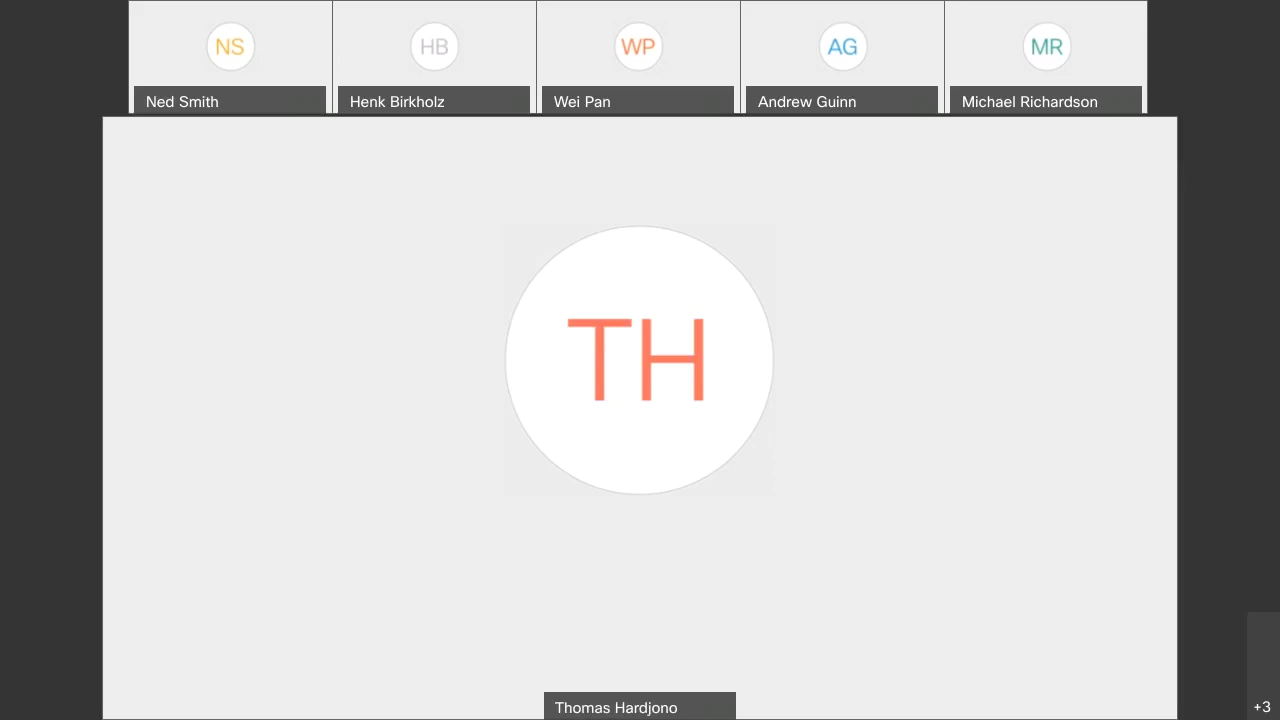 NS
HB
WP
AG
MR
Ned Smith
Henk Birkholz
Wei Pan
Andrew Guinn
Michael Richardson
TH
Thomas Hardjono
+3